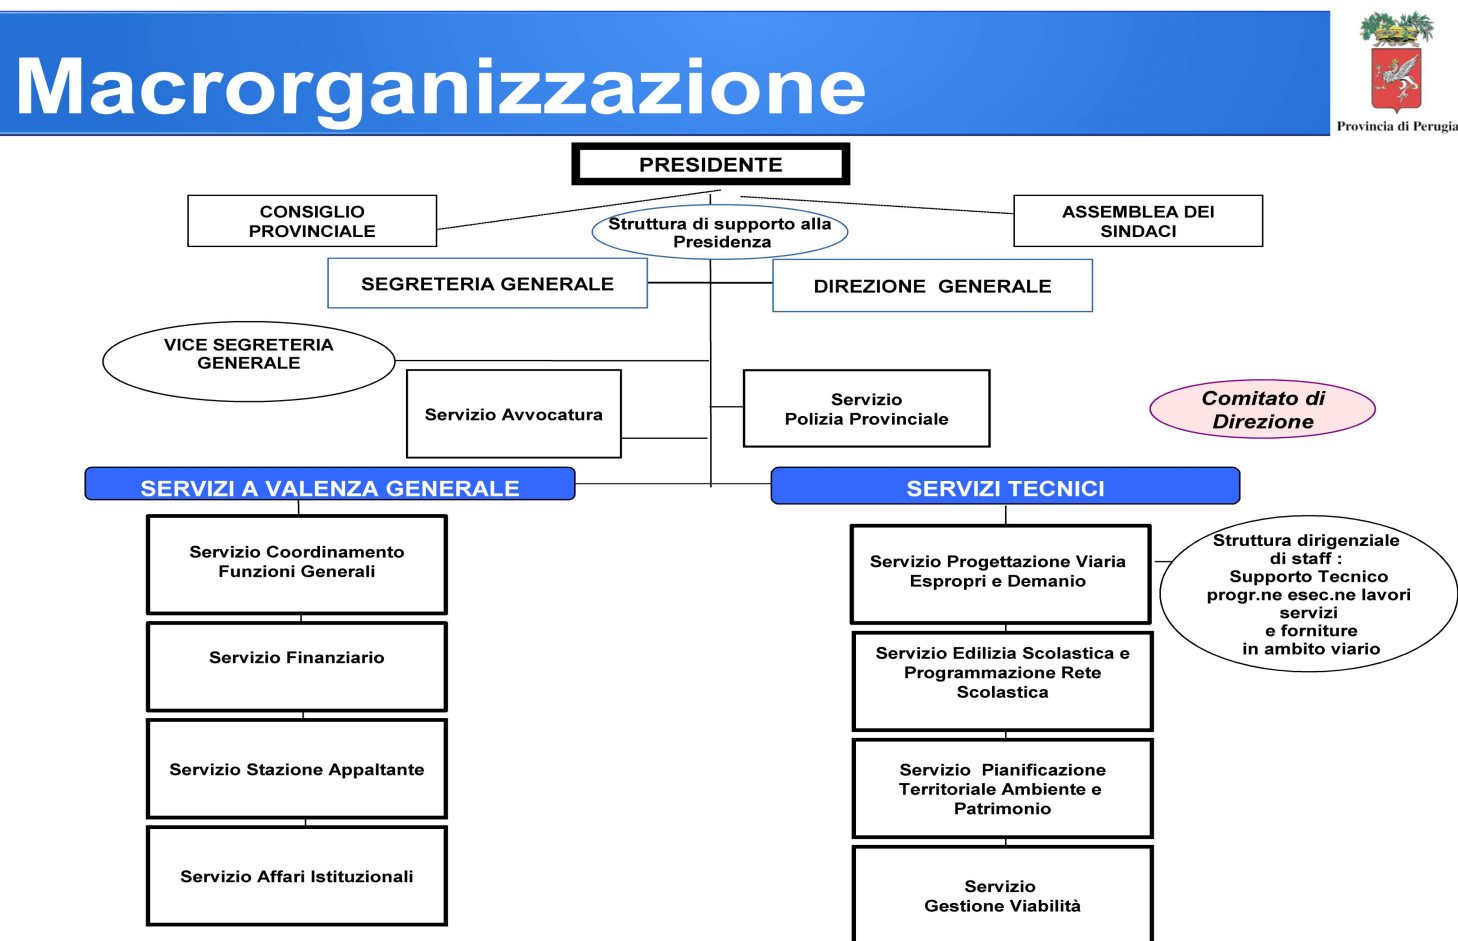 Macrorganizzazione
Provincia di Perugia
PRESIDENTE
CONSIGLIO
PROVINCIALE
Struttura di supporto alla
Presidenza
ASSEMBLEA DEI
SINDACI
SEGRETERIA GENERALE
DIREZIONE GENERALE
VICE SEGRETERIA
GENERALE
Servizio Avvocatura
Servizio
Polizia Provinciale
Comitato di
Direzione
SERVIZI A VALENZA GENERALE
SERVIZI TECNICI
Servizio Coordinamento
Funzioni Generali
Servizio Finanziario
Servizio Stazione Appaltante
Servizio Affari Istituzionali
Servizio Progettazione Viaria
Espropri e Demanio
Struttura dirigenziale
di staff :
Supporto Tecnico
progr.ne esec.ne lavori
servizi
e forniture
in ambito viario
Servizio Edilizia Scolastica e
Programmazione Rete
Scolastica
Servizio Pianificazione
Territoriale Ambiente e
Patrimonio
Servizio
Gestione Viabilità